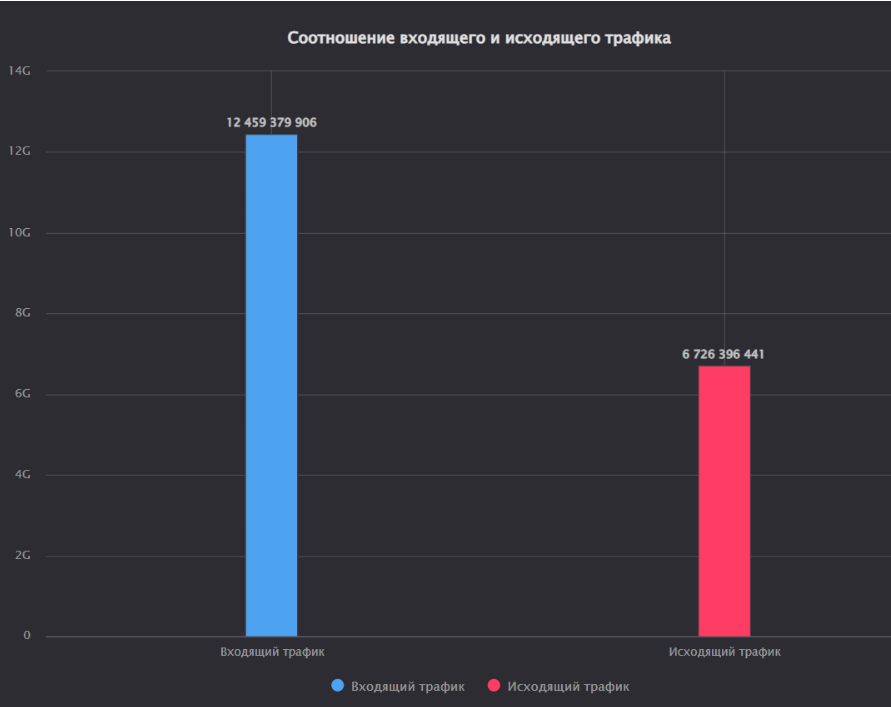 Соотношение входящего и исходящего трафика
14G
12 459 379 906
12G
10G
8G
6 726 396 441
6G
4G
2G
0
Входящий трафик
Исходящий трафик
Входящий трафик
Исходящий трафик